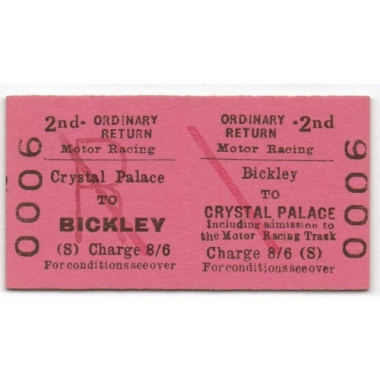 0006
2nd- ORDINARY
RETURN
Motor Racing
Crystal Palace
TO
BICKLEY
(S) Charge 8/6
For conditions see over
ORDINARY -2nd
RETURN
Motor Racing
Bickley
TO
CRYSTAL PALACE
Including admission to
the Motor Racing Track
Charge 8/6 (S)
For conditions see over
0006